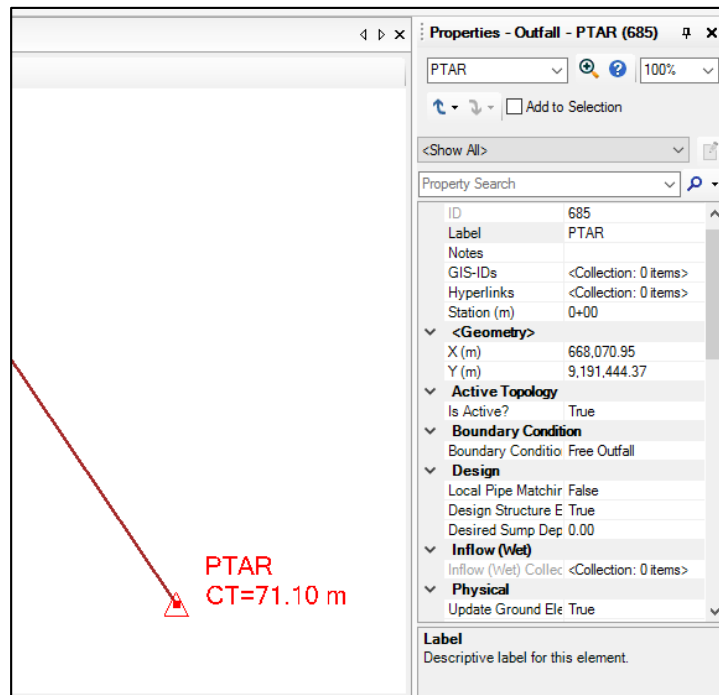 Properties - Outfall - PTAR (685)
PTAR 100%
Add to Selection
<Show All>
Property Search
ID 685
Label PTAR
Notes
GIS-IDs <Collection: 0 items>
Hyperlinks <Collection: 0 items>
Station (m) 0+00
<Geometry>
X (m) 668,070.95
Y (m) 9,191,444.37
Active Topology
Is Active? True
Boundary Condition
Boundary Conditio Free Outfall
Design
Local Pipe Matchir False
Design Structure E True
Desired Sump Dep 0.00
Inflow (Wet)
Inflow (Wet) Collec <Collection: 0 items>
Physical
Update Ground Ele True
Label
Descriptive label for this element.
PTAR
CT=71.10 m